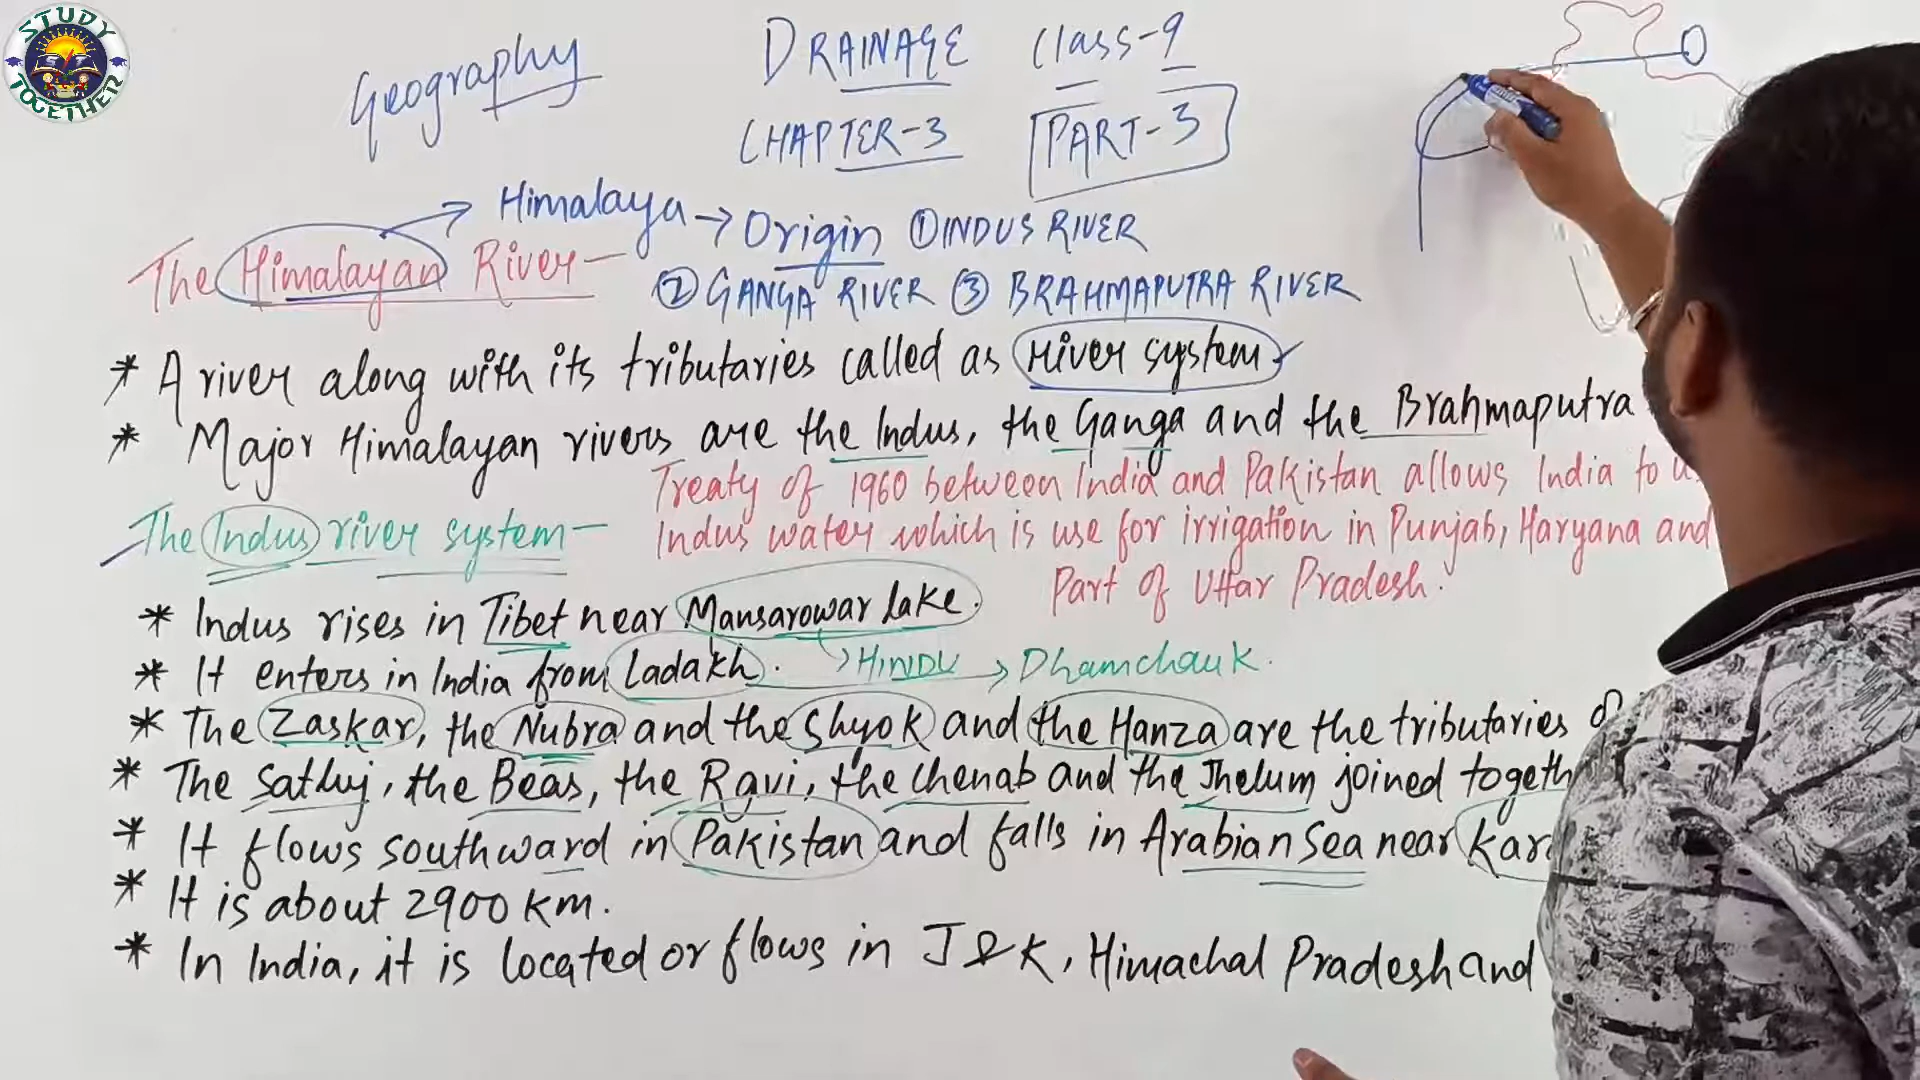 STUDY
ST
TOGETHER
Geography
DRAINAGE Class-9
CHAPTER-3 PART-3
The Himalayan River— → Himalaya → Origin ① INDUS RIVER
② GANGA RIVER ③ BRAHMAPUTRA RIVER
* A river along with its tributaries called as river system
* Major Himalayan rivers are the Indus, the Ganga and the Brahmaputra
Treaty of 1960 between India and Pakistan allows India to
The Indus river system— Indus water which is use for irrigation in Punjab, Haryana and
Part of Uttar Pradesh.
* Indus rises in Tibet near Mansarowar Lake.
* It enters in India from Ladakh. → HINDU → Dhamchauk.
* The Zaskar, the Nubra and the Shyok and the Hanza are the tributaries
* The Sathuj, the Beas, the Ravi, the Chenab and the Jhelum joined togeth
* It flows southward in Pakistan and falls in Arabian Sea near Kar
* It is about 2900 KM.
* In India, it is located or flows in J&K, Himachal Pradesh and